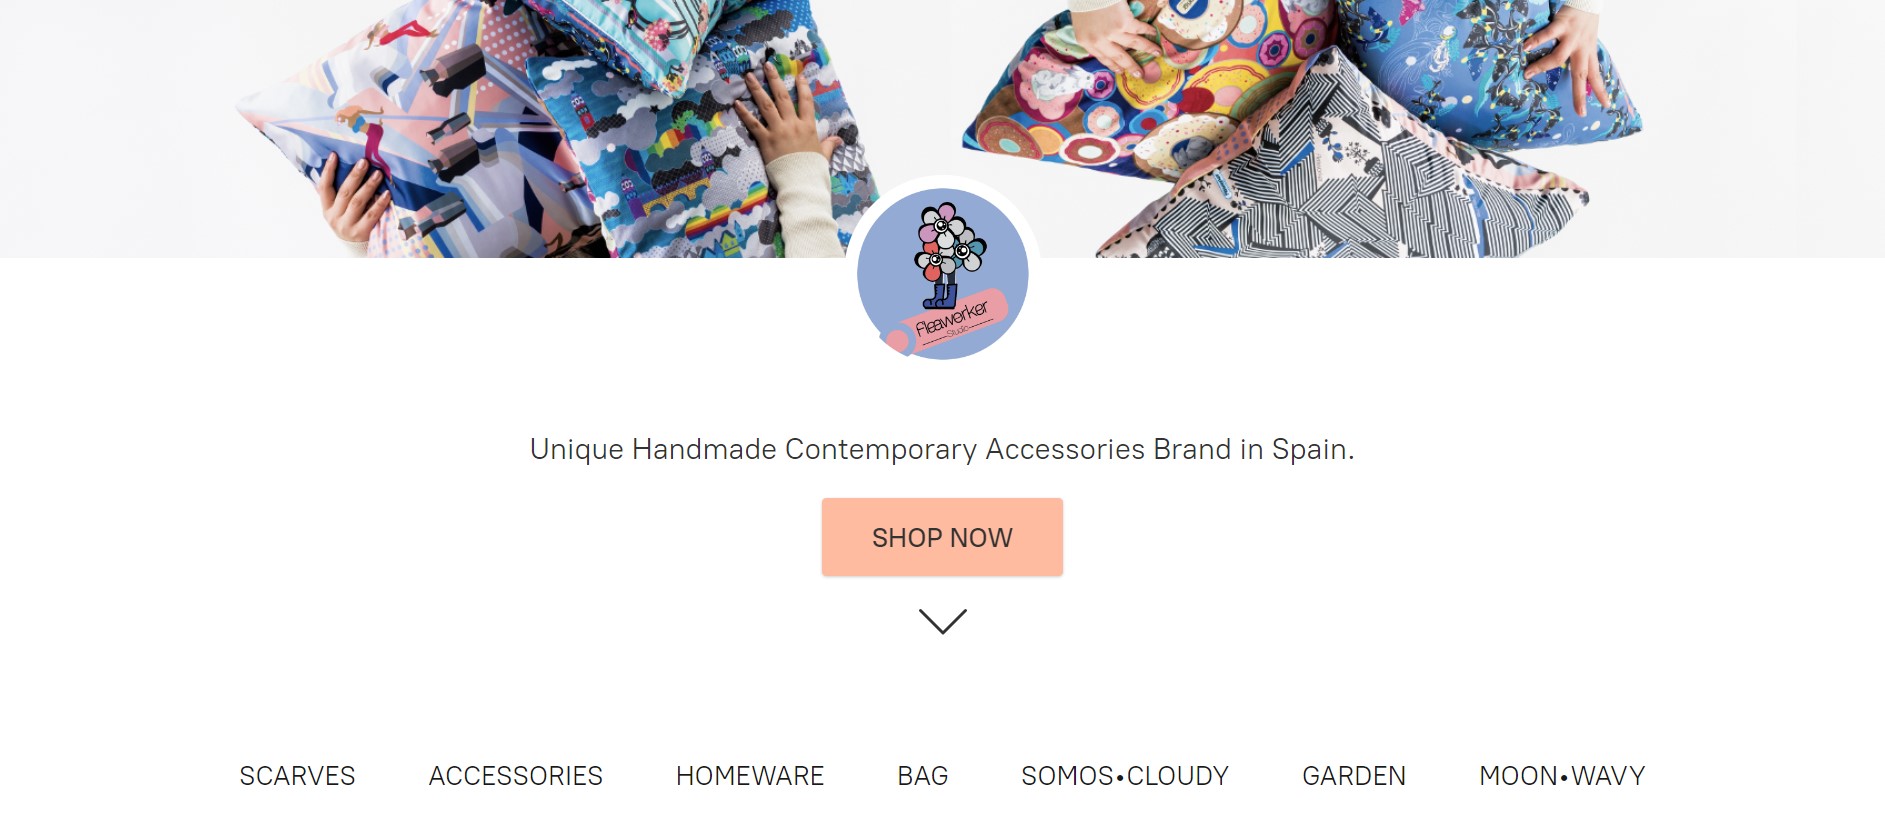 fleawerker
Studio
Unique Handmade Contemporary Accessories Brand in Spain.
SHOP NOW
SCARVES ACCESSORIES HOMEWARE BAG SOMOS•CLOUDY GARDEN MOON•WAVY